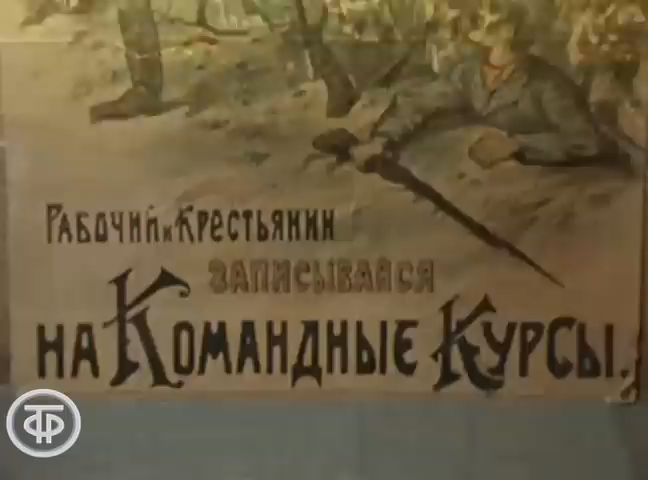 Рабочий и Крестьянин
записывайся
на Командные Курсы.